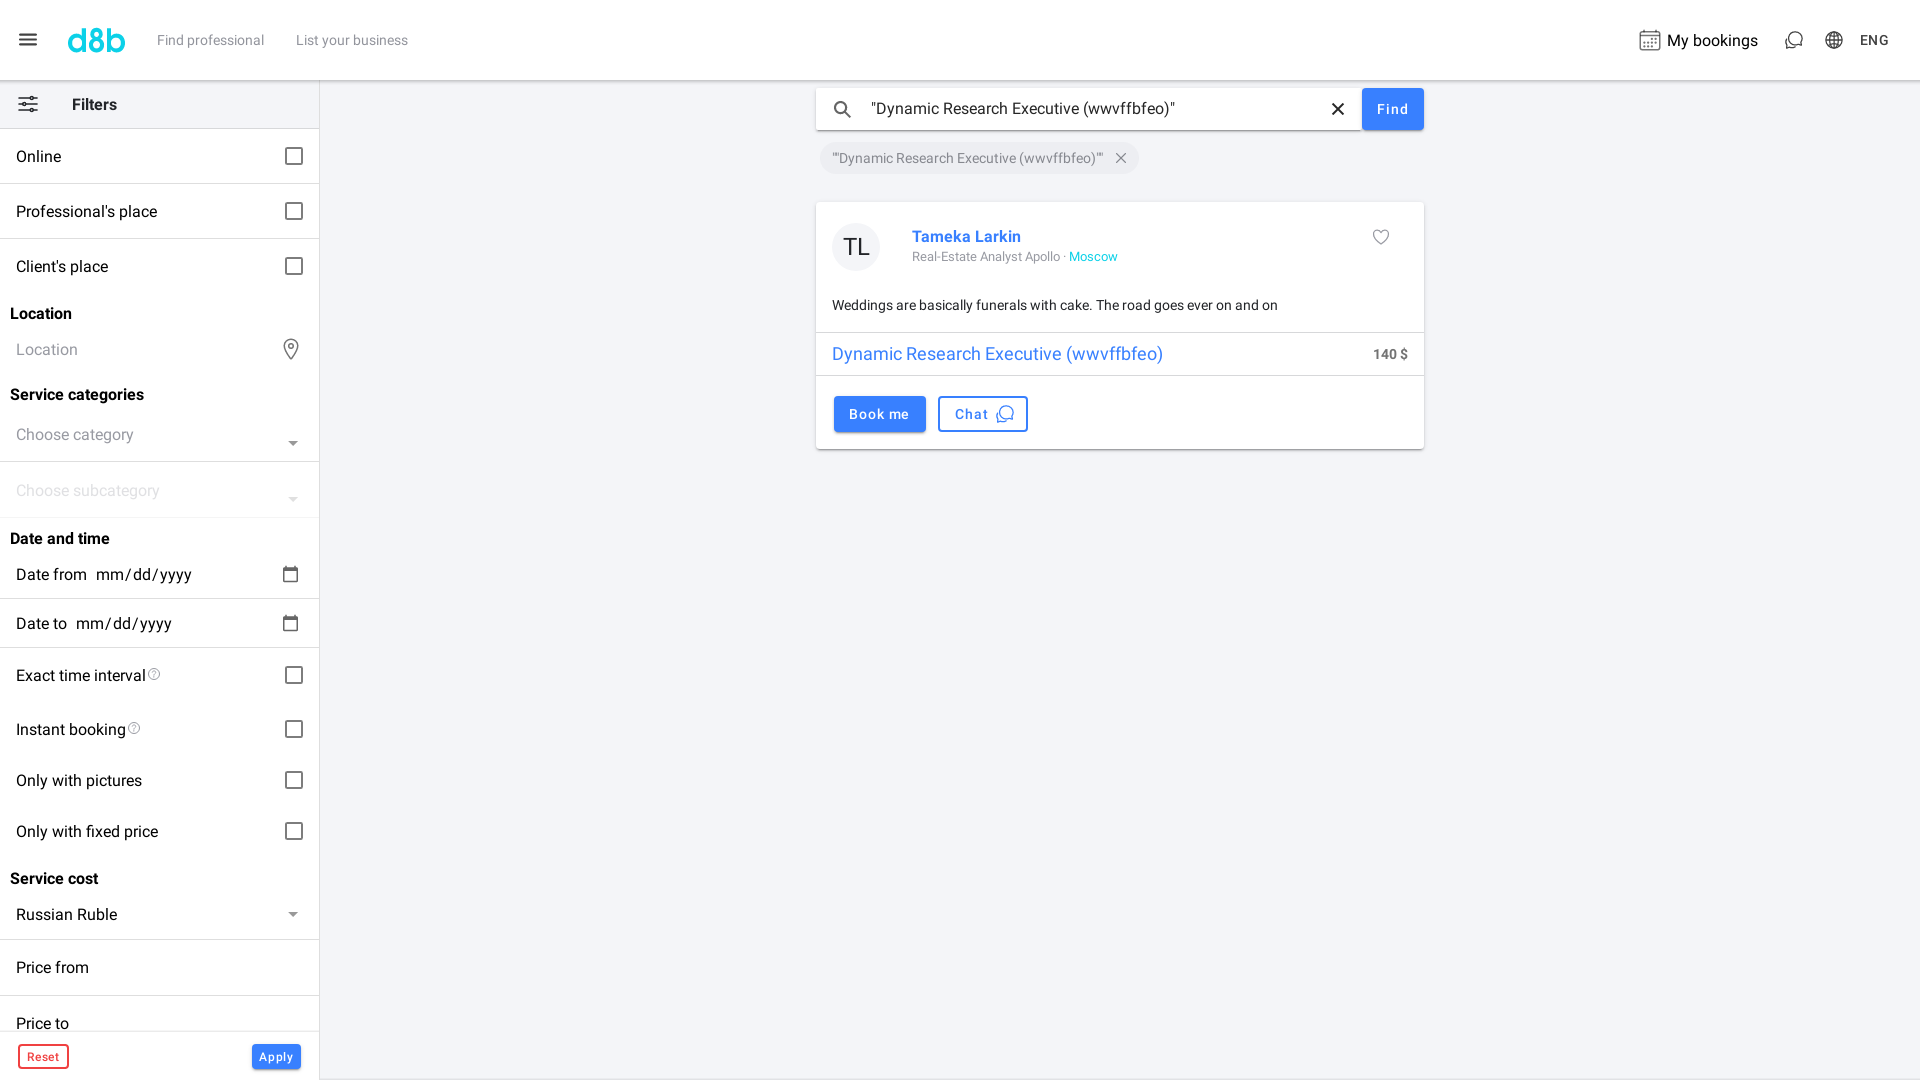 d8b
Find professional
List your business
My bookings
ENG
Filters
Online
Professional's place
Client's place
Location
Location
Service categories
Choose category
Choose subcategory
Date and time
Date from mm/dd/yyyy
Date to mm/dd/yyyy
Exact time interval
Instant booking
Only with pictures
Only with fixed price
Service cost
Russian Ruble
Price from
Price to
Reset
Apply
"Dynamic Research Executive (wwvffbfeo)"
Find
""Dynamic Research Executive (wwvffbfeo)""
TL
Tameka Larkin
Real-Estate Analyst Apollo · Moscow
Weddings are basically funerals with cake. The road goes ever on and on
Dynamic Research Executive (wwvffbfeo)
140 $
Book me
Chat